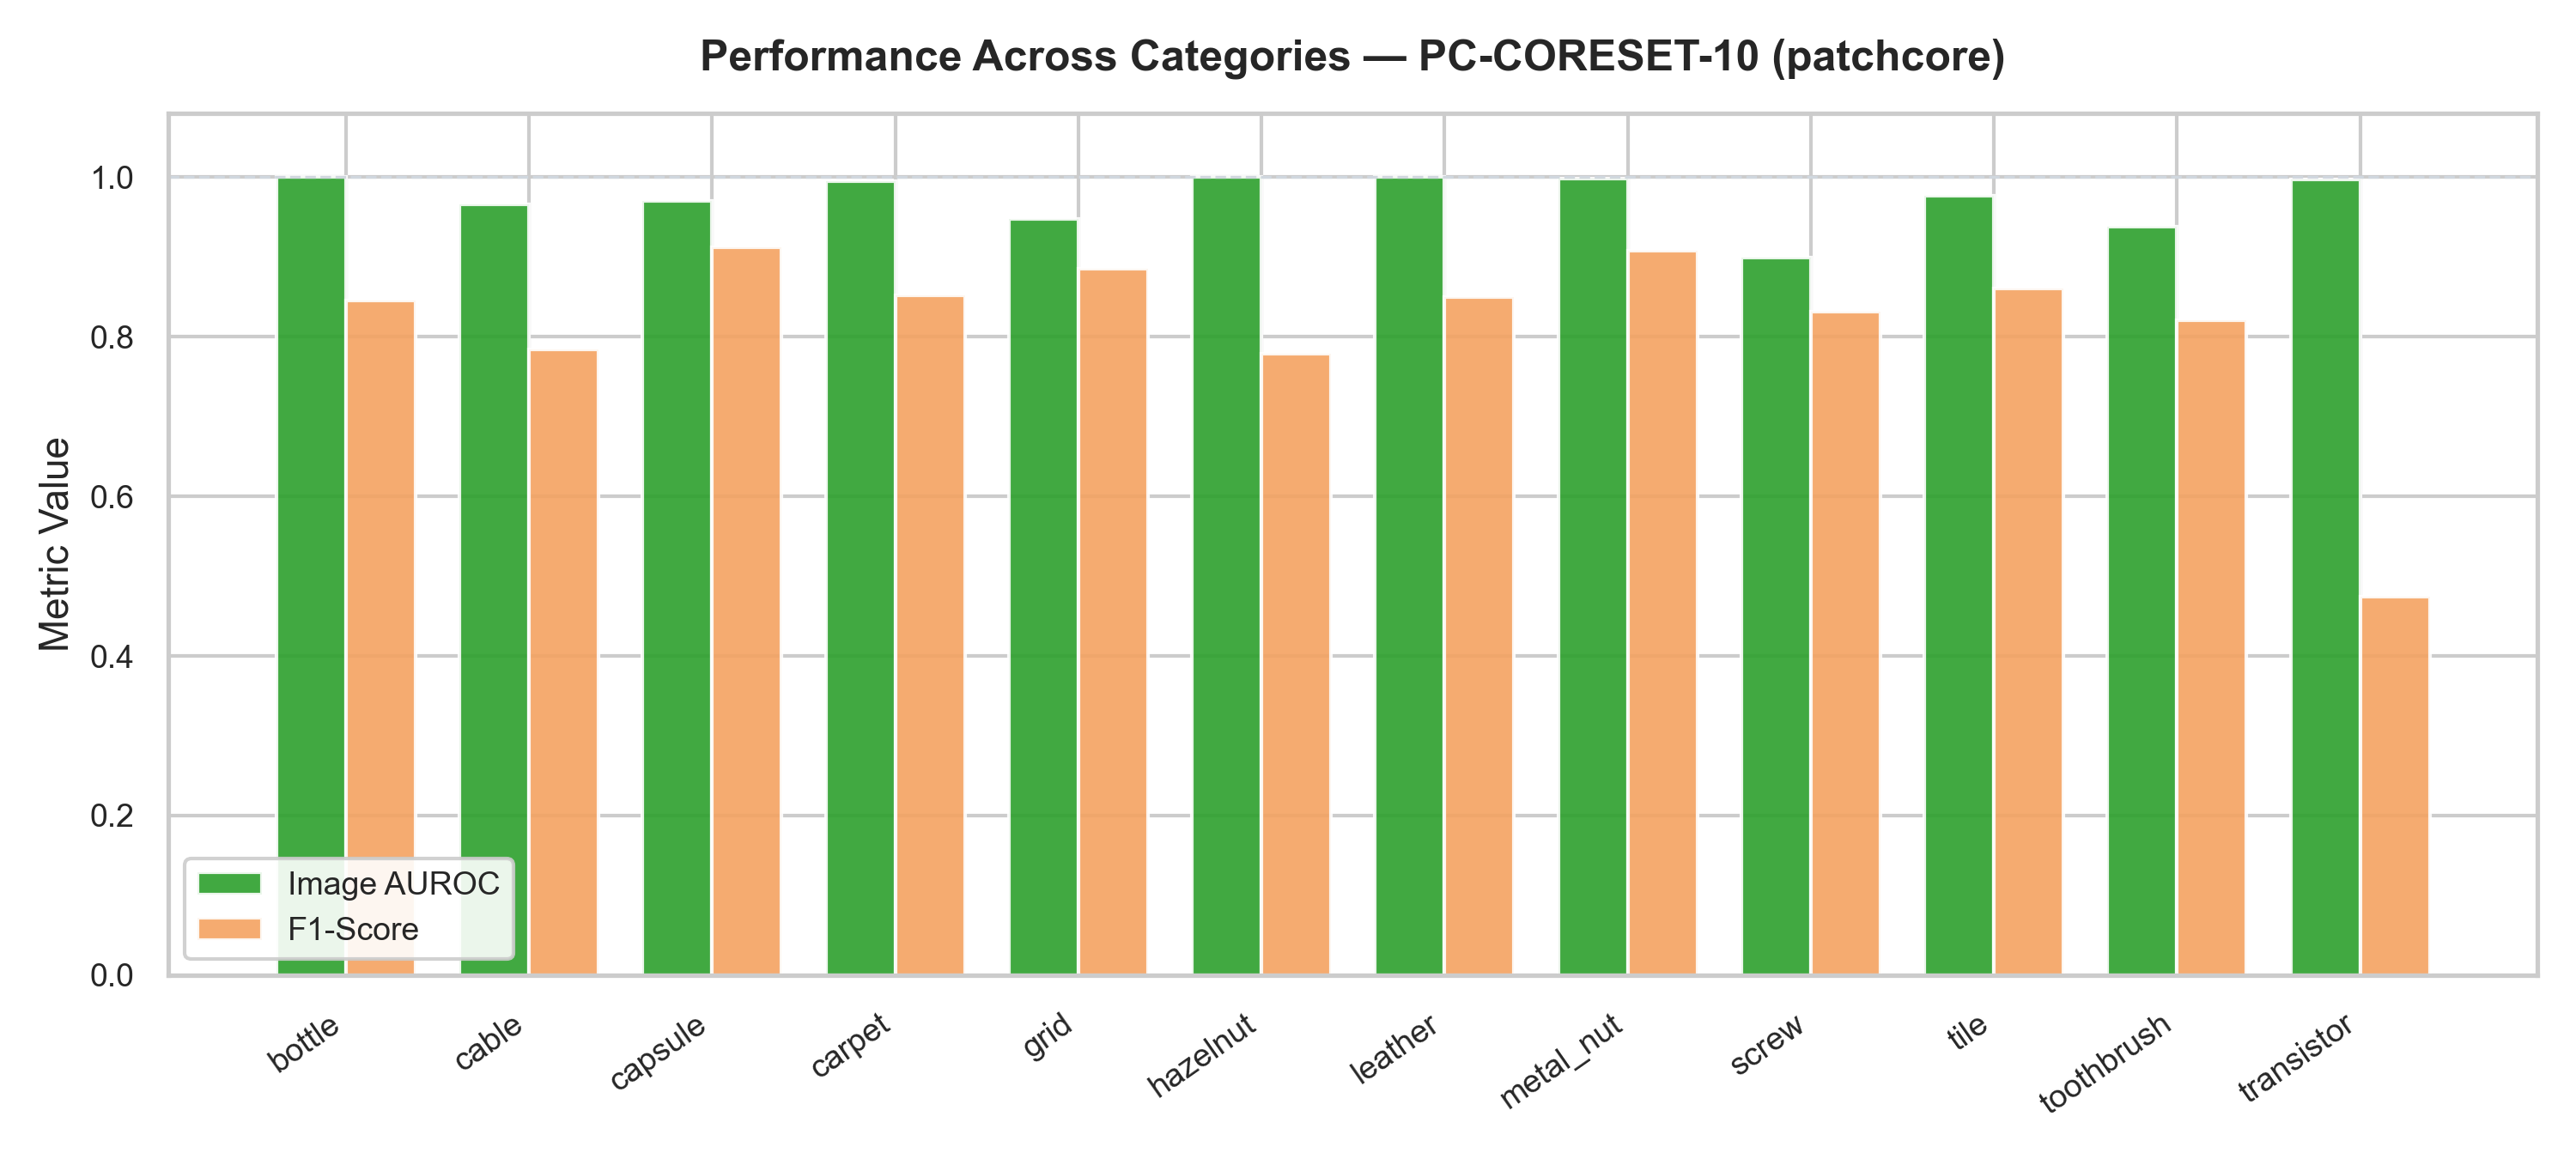 Performance Across Categories — PC-CORESET-10 (patchcore)
Metric Value
1.0
0.8
0.6
0.4
0.2
0.0
Image AUROC
F1-Score
bottle
cable
capsule
carpet
grid
hazelnut
leather
metal_nut
screw
tile
toothbrush
transistor